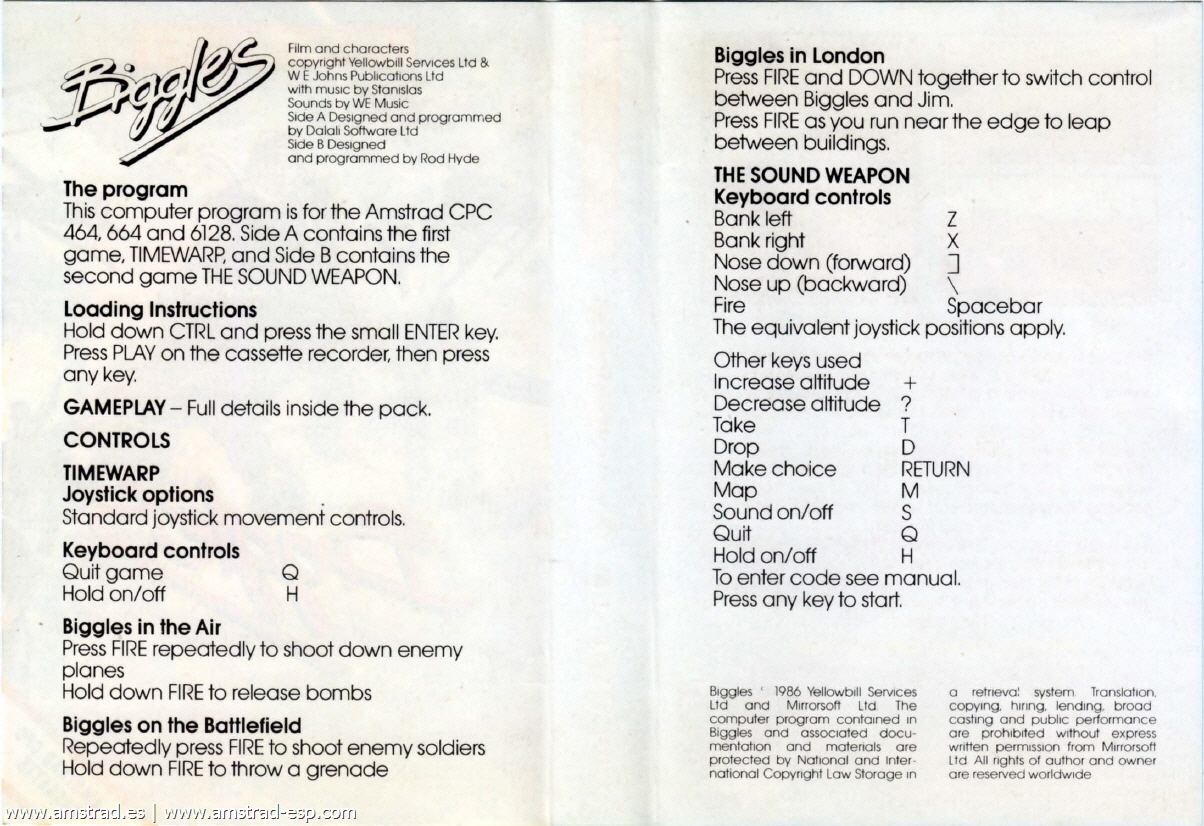 Biggles
Film and characters
copyright Yellowbill Services Ltd &
W E Johns Publications Ltd
with music by Stanislas
Sounds by WE Music
Side A Designed and programmed
by Dalali Software Ltd
Side B Designed
and programmed by Rod Hyde
The program
This computer program is for the Amstrad CPC
464, 664 and 6128. Side A contains the first
game, TIMEWARP, and Side B contains the
second game THE SOUND WEAPON.
Loading Instructions
Hold down CTRL and press the small ENTER key.
Press PLAY on the cassette recorder, then press
any key.
GAMEPLAY – Full details inside the pack.
CONTROLS
TIMEWARP
Joystick options
Standard joystick movement controls.
Keyboard controls
Quit game Q
Hold on/off H
Biggles in the Air
Press FIRE repeatedly to shoot down enemy
planes
Hold down FIRE to release bombs
Biggles on the Battlefield
Repeatedly press FIRE to shoot enemy soldiers
Hold down FIRE to throw a grenade
Biggles in London
Press FIRE and DOWN together to switch control
between Biggles and Jim.
Press FIRE as you run near the edge to leap
between buildings.
THE SOUND WEAPON
Keyboard controls
Bank left Z
Bank right X
Nose down (forward) ]
Nose up (backward) \
Fire Spacebar
The equivalent joystick positions apply.
Other keys used
Increase altitude +
Decrease altitude ?
Take T
Drop D
Make choice RETURN
Map M
Sound on/off S
Quit Q
Hold on/off H
To enter code see manual.
Press any key to start.
Biggles ' 1986 Yellowbill Services
Ltd and Mirrorsoft Ltd The
computer program contained in
Biggles and associated docu-
mentation and materials are
protected by National and Inter-
national Copyright Law Storage in
a retrieval system. Translation,
copying, hiring, lending, broad
casting and public performance
are prohibited without express
written permission from Mirrorsoft
Ltd All rights of author and owner
are reserved worldwide
www.amstrad.es | www.amstrad-esp.com